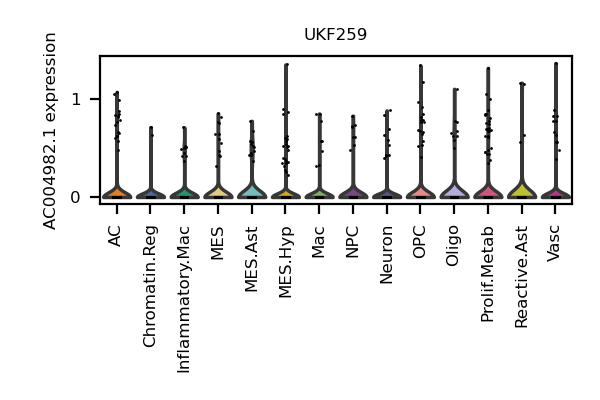 UKF259
AC004982.1 expression
1
0
AC
Chromatin.Reg
Inflammatory.Mac
MES
MES.Ast
MES.Hyp
Mac
NPC
Neuron
OPC
Oligo
Prolif.Metab
Reactive.Ast
Vasc